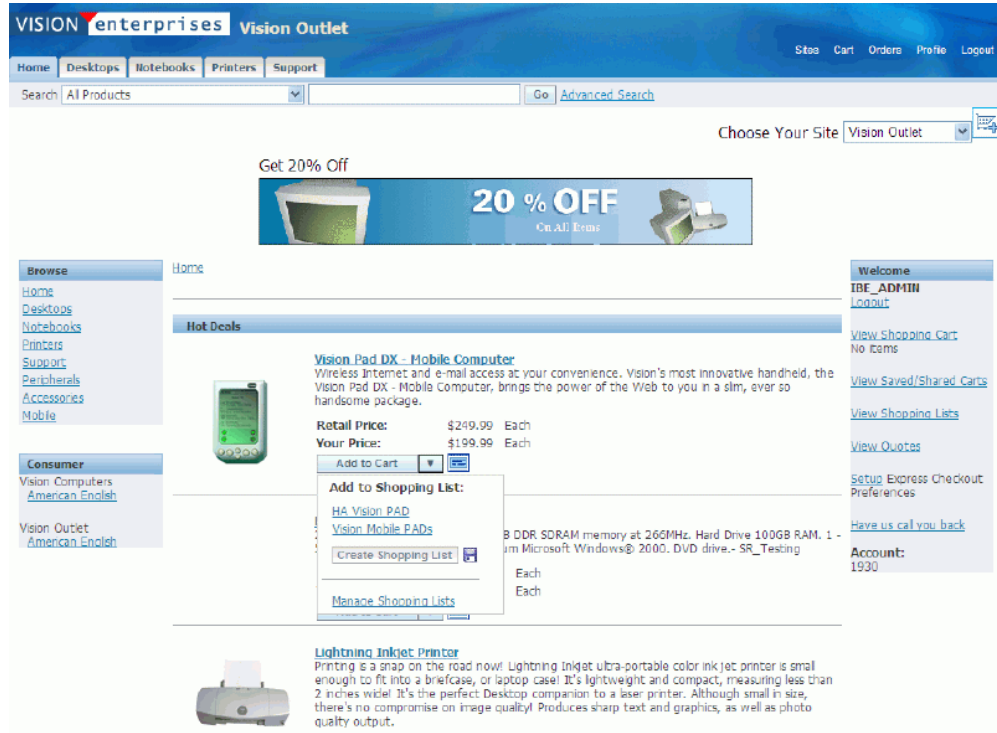 VISION enterprises Vision Outlet
Sites Cart Orders Profile Logout
Home Desktops Notebooks Printers Support
Search All Products Go Advanced Search
Choose Your Site Vision Outlet
Get 20% Off
20 % OFF
On All Items
Browse
Home
Desktops
Notebooks
Printers
Support
Peripherals
Accessories
Mobile
Consumer
Vision Computers
American English
Vision Outlet
American English
Home
Hot Deals
Vision Pad DX - Mobile Computer
Wireless Internet and e-mail access at your convenience. Vision's most innovative handheld, the
Vision Pad DX - Mobile Computer, brings the power of the Web to you in a slim, ever so
handsome package.
Retail Price: $249.99 Each
Your Price: $199.99 Each
Add to Cart
Add to Shopping List:
HA Vision PAD
Vision Mobile PADs
Create Shopping List
Manage Shopping Lists
DDR SDRAM memory at 266MHz. Hard Drive 100GB RAM. 1 -
Microsoft Windows® 2000. DVD drive.- SR_Testing
Each
Each
Lightning Inkjet Printer
Printing is a snap on the road now! Lightning Inkjet ultra-portable color ink jet printer is small
enough to fit into a briefcase, or laptop case! It's lightweight and compact, measuring less than
2 inches wide! It's the perfect Desktop companion to a laser printer. Although small in size,
there's no compromise on image quality! Produces sharp text and graphics, as well as photo
quality output.
Welcome
IBE_ADMIN
Logout
View Shopping Cart
No items
View Saved/Shared Carts
View Shopping Lists
View Quotes
Setup Express Checkout
Preferences
Have us call you back
Account:
1930